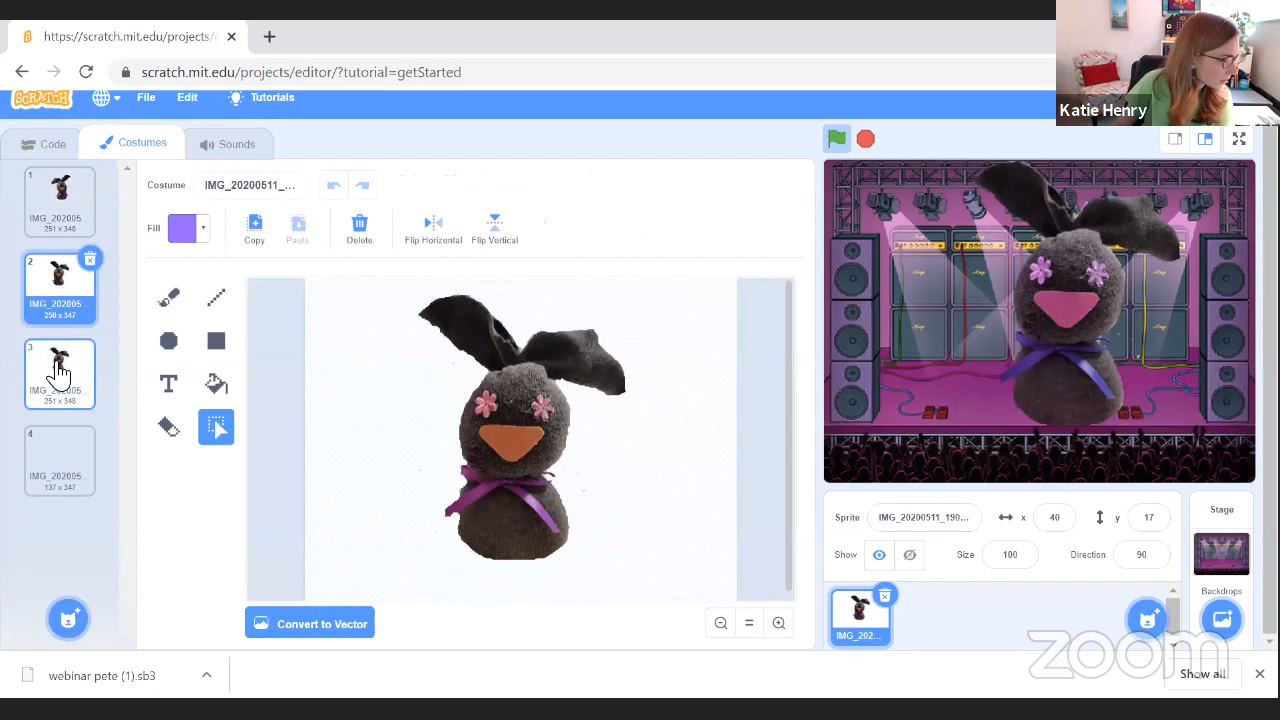 https://scratch.mit.edu/projects/e
scratch.mit.edu/projects/editor/?tutorial=getStarted
Katie Henry
SCRATCH
File
Edit
Tutorials
Code
Costumes
Sounds
1
IMG_202005...
251 x 348
2
IMG_202005...
250 x 347
3
IMG_202005...
251 x 348
4
IMG_202005...
137 x 347
Costume
IMG_20200511_...
Fill
Copy
Paste
Delete
Flip Horizontal
Flip Vertical
T
Convert to Vector
Sprite
IMG_20200511_190...
x
40
y
17
Show
Size
100
Direction
90
IMG_202...
Stage
Backdrops
zoom
webinar pete (1).sb3
Show all